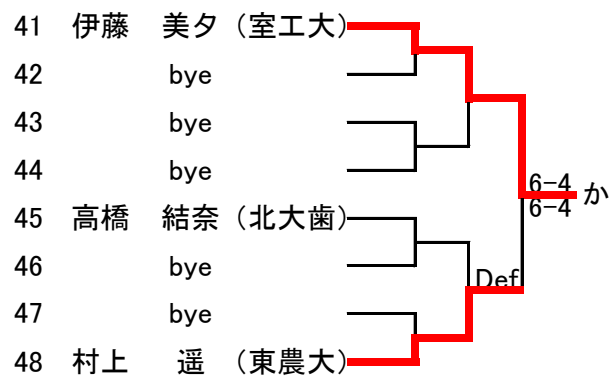 41 伊藤 美夕（室工大）
42 bye
43 bye
44 bye
6-4
6-4 か
45 高橋 結奈（北大歯）
46 bye
Def
47 bye
48 村上 遥 （東農大）